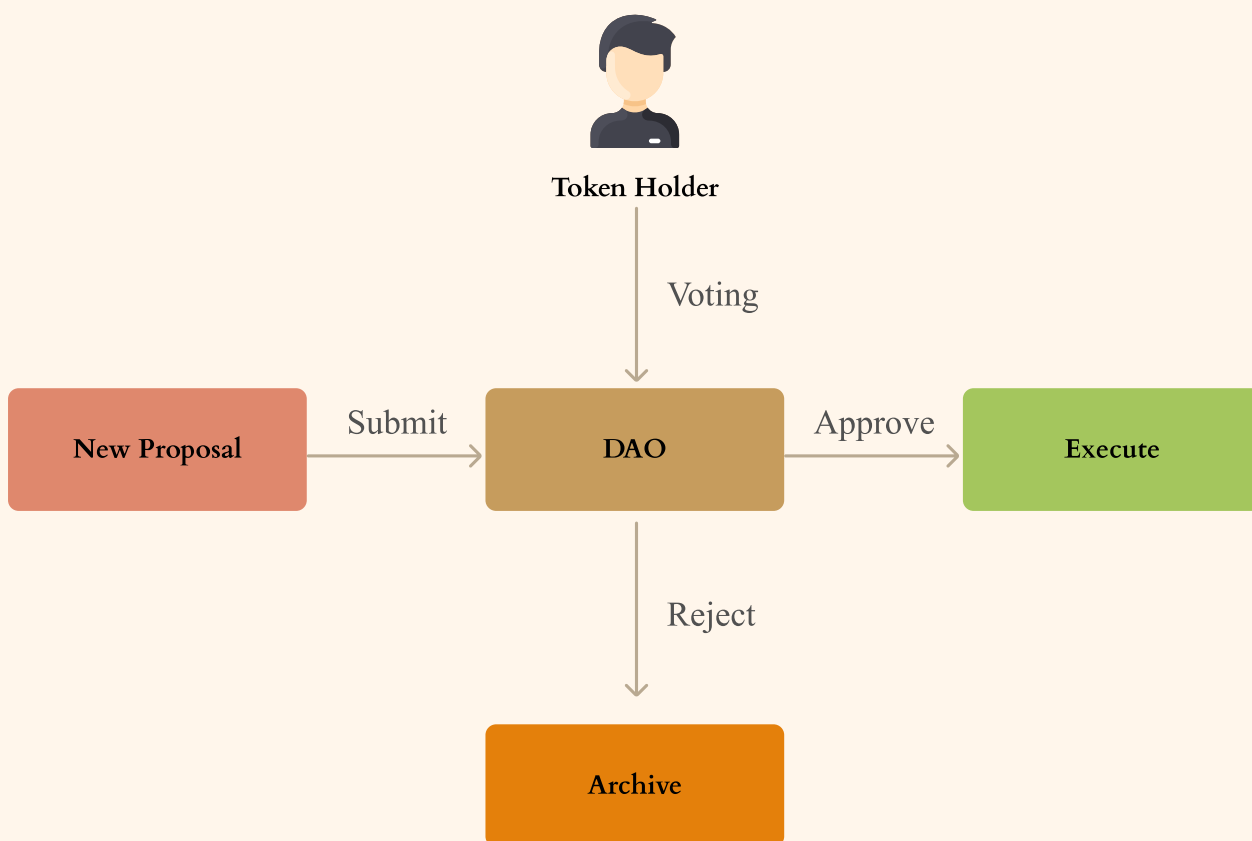 Token Holder
Voting
New Proposal
Submit
DAO
Approve
Execute
Reject
Archive